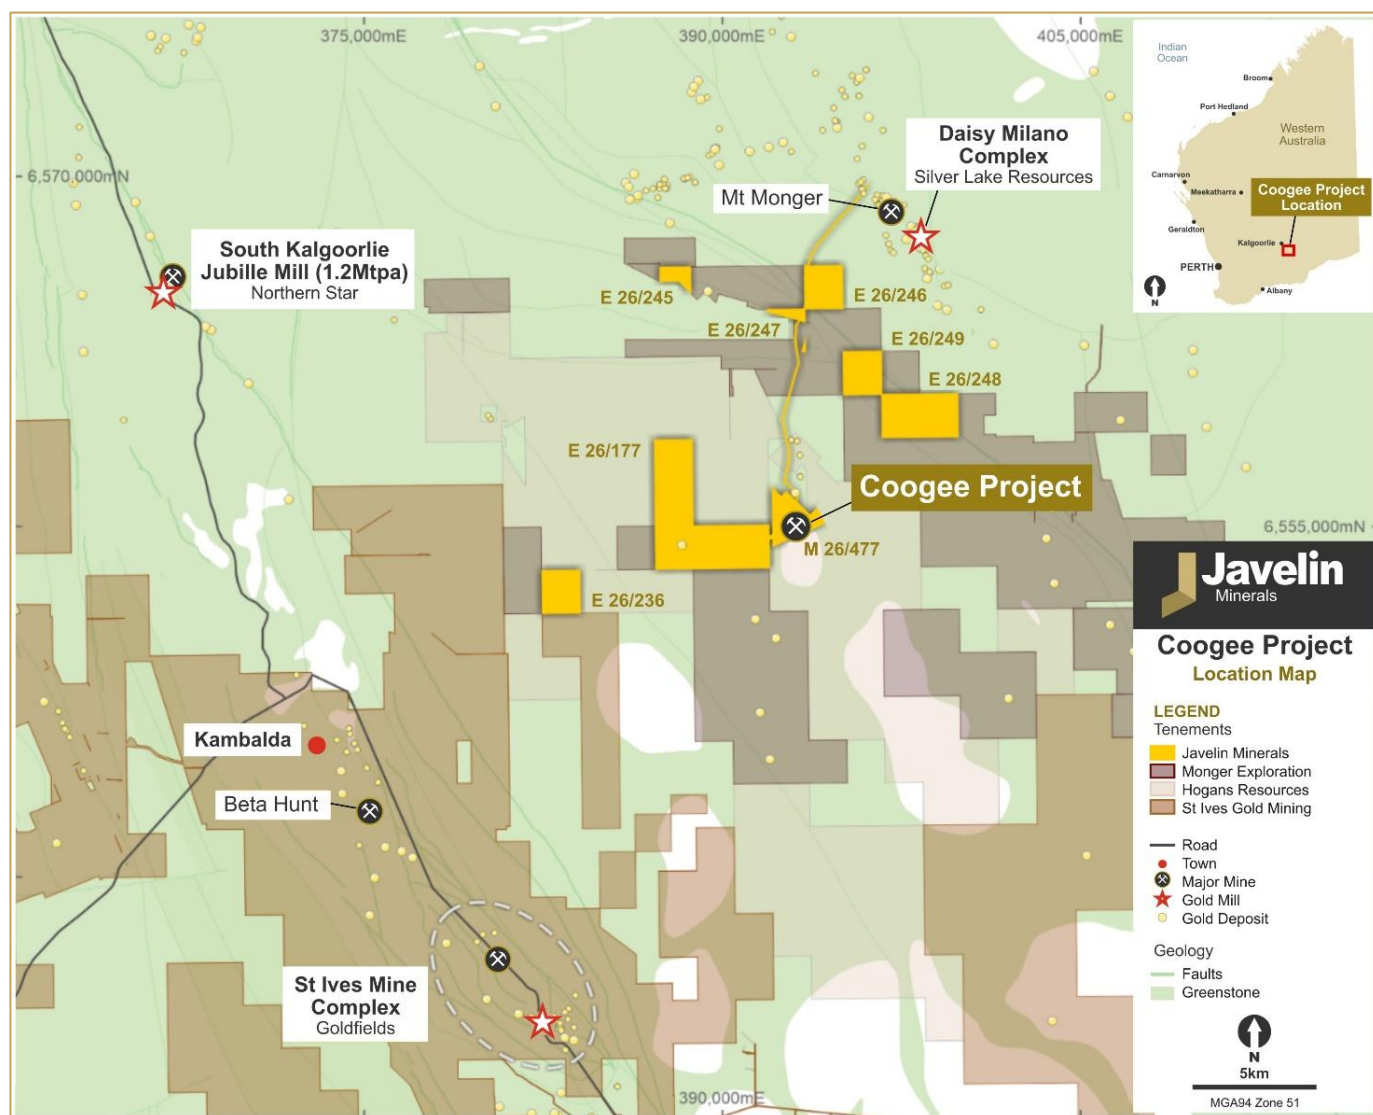 375,000mE
390,000mE
405,000mE
6,570,000mN
Daisy Milano
Complex
Silver Lake Resources
Mt Monger
South Kalgoorlie
Jubille Mill (1.2Mtpa)
Northern Star
E 26/245
E 26/246
E 26/247
E 26/249
E 26/248
E 26/177
Coogee Project
6,555,000mN
M 26/477
E 26/236
Kambalda
Beta Hunt
St Ives Mine
Complex
Goldfields
390,000mE
Indian
Ocean
Broom
Port Hedland
Western
Australia
Carnarvon
Meekatharra
Coogee Project
Location
Geraldton
Kalgoorlie
PERTH
Albany
N
Javelin
Minerals
Coogee Project
Location Map
LEGEND
Tenements
Javelin Minerals
Monger Exploration
Hogans Resources
St Ives Gold Mining
Road
Town
Major Mine
Gold Mill
Gold Deposit
Geology
Faults
Greenstone
N
5km
MGA94 Zone 51